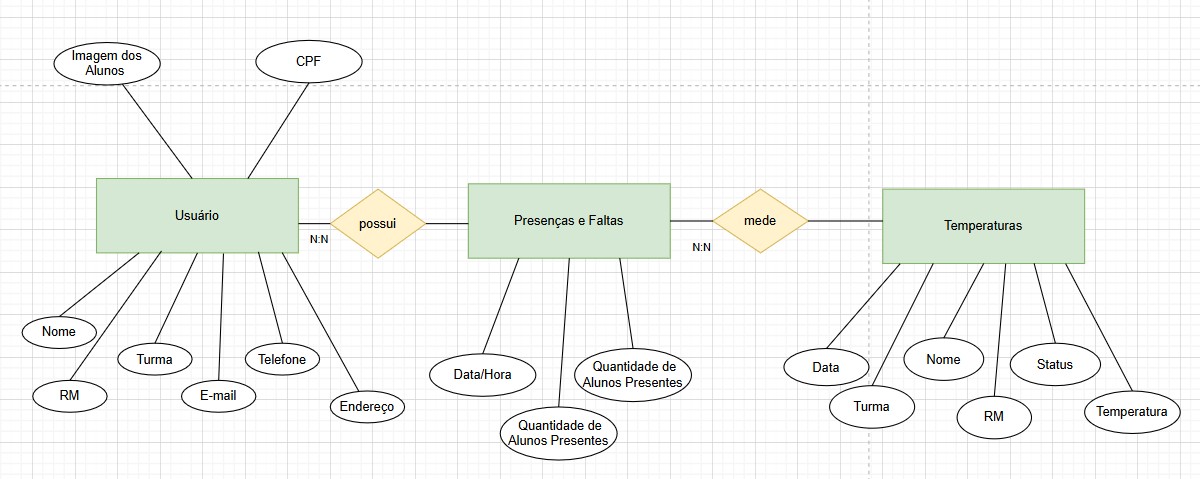 Imagem dos
Alunos
CPF
Usuário
possui
N:N
Presenças e Faltas
mede
N:N
Temperaturas
Nome
RM
Turma
E-mail
Telefone
Endereço
Data/Hora
Quantidade de
Alunos Presentes
Quantidade de
Alunos Presentes
Data
Turma
Nome
RM
Status
Temperatura